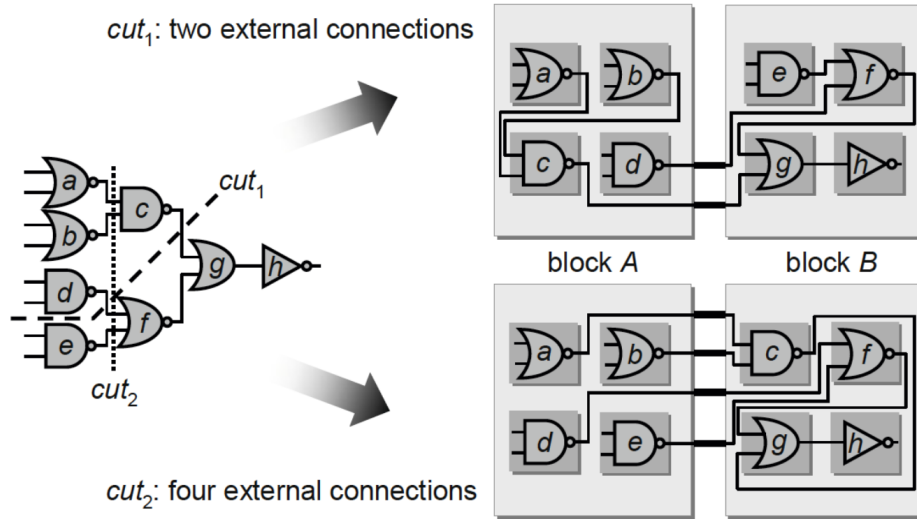 cut1: two external connections
a
b
e
f
c
d
g
h
a
b
c
d
e
f
g
h
cut1
cut2
block A
block B
a
b
c
f
d
e
g
h
cut2: four external connections